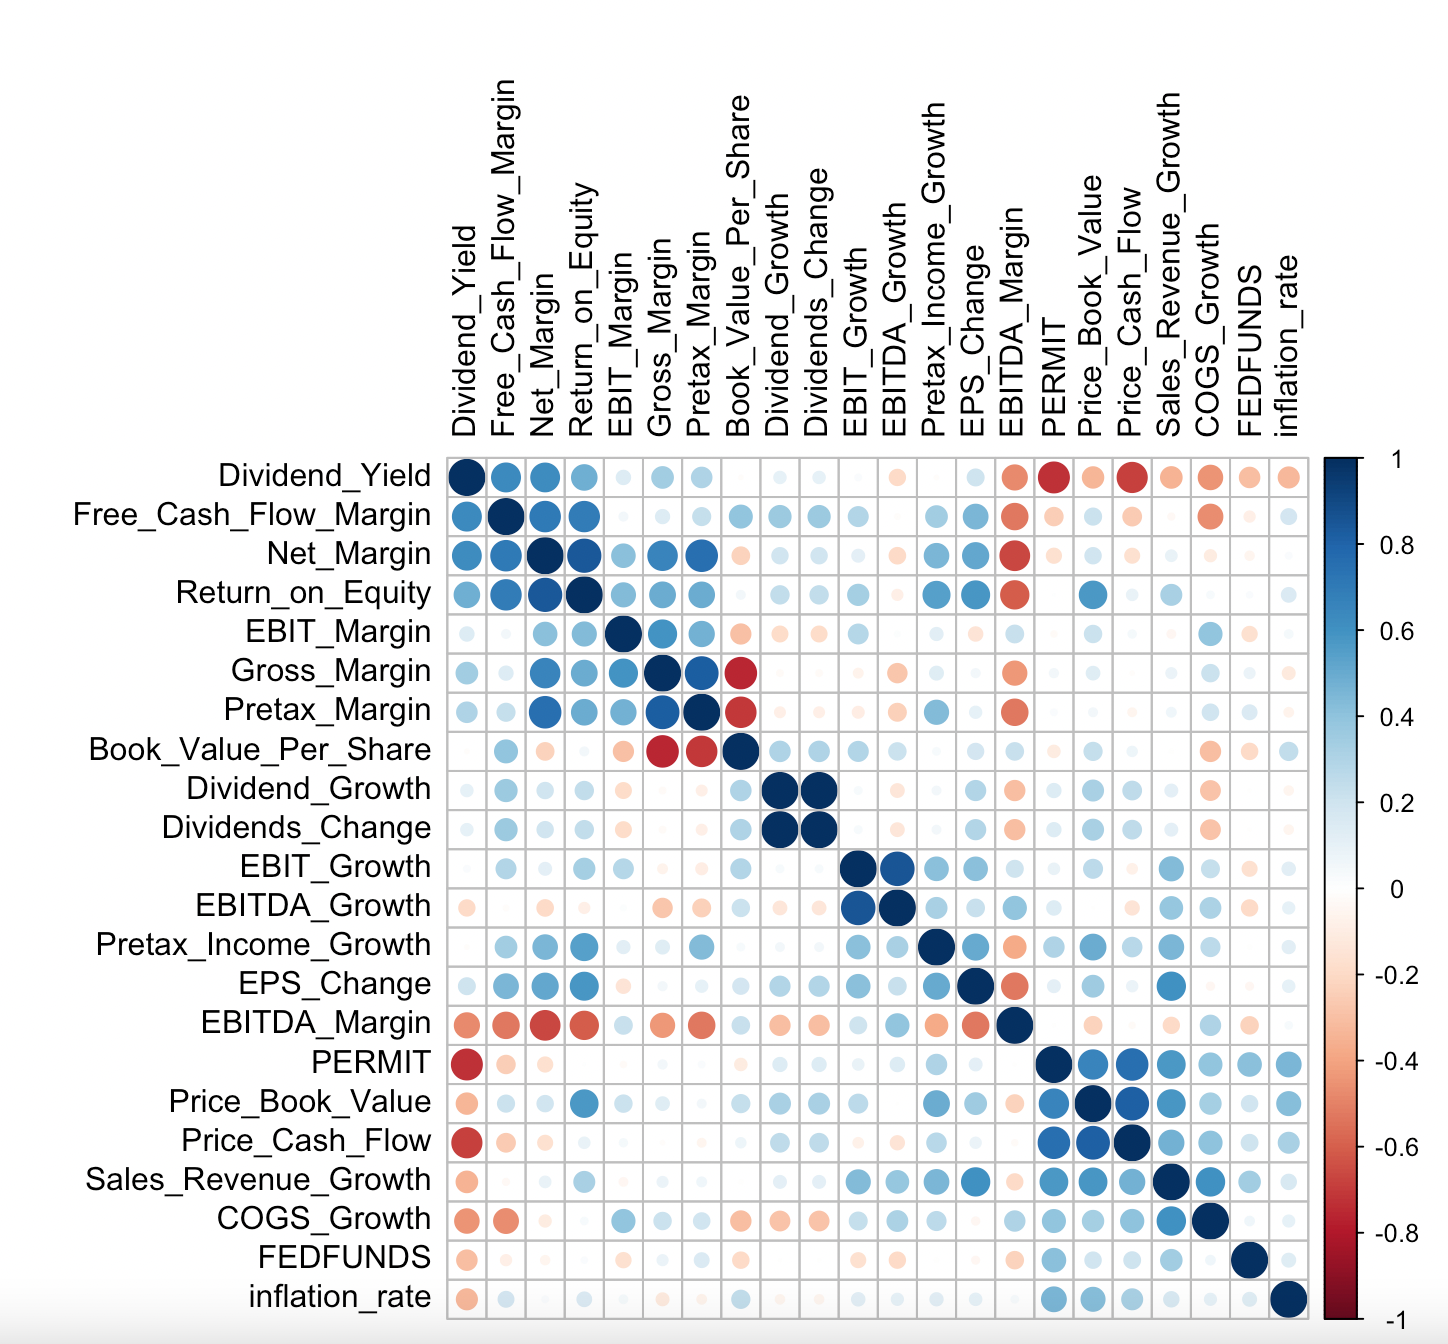 Dividend_Yield
Free_Cash_Flow_Margin
Net_Margin
Return_on_Equity
EBIT_Margin
Gross_Margin
Pretax_Margin
Book_Value_Per_Share
Dividend_Growth
Dividends_Change
EBIT_Growth
EBITDA_Growth
Pretax_Income_Growth
EPS_Change
EBITDA_Margin
PERMIT
Price_Book_Value
Price_Cash_Flow
Sales_Revenue_Growth
COGS_Growth
FEDFUNDS
inflation_rate
Dividend_Yield
Free_Cash_Flow_Margin
Net_Margin
Return_on_Equity
EBIT_Margin
Gross_Margin
Pretax_Margin
Book_Value_Per_Share
Dividend_Growth
Dividends_Change
EBIT_Growth
EBITDA_Growth
Pretax_Income_Growth
EPS_Change
EBITDA_Margin
PERMIT
Price_Book_Value
Price_Cash_Flow
Sales_Revenue_Growth
COGS_Growth
FEDFUNDS
inflation_rate
1
0.8
0.6
0.4
0.2
0
-0.2
-0.4
-0.6
-0.8
-1